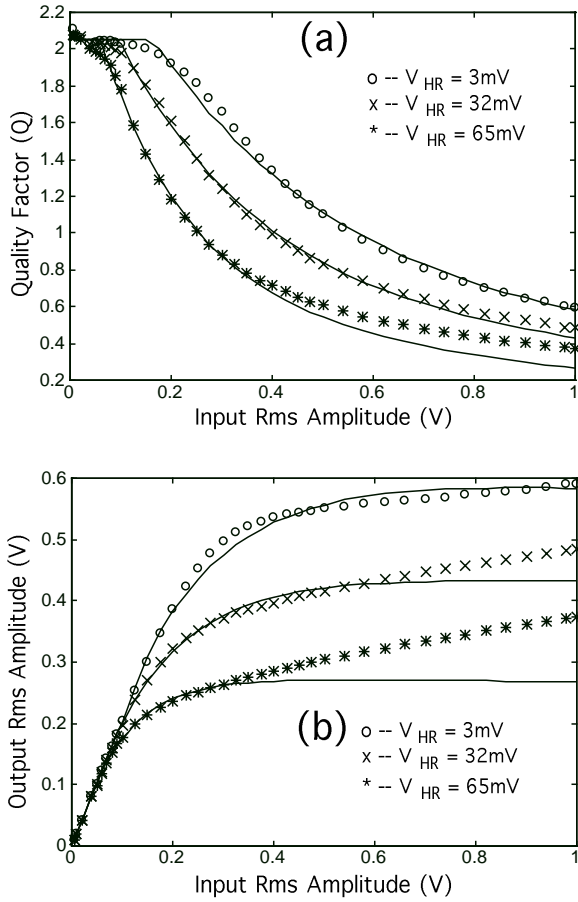 2.2
2
1.8
1.6
1.4
1.2
1
0.8
0.6
0.4
0.2
Quality Factor (Q)
(a)
o -- V HR = 3mV
x -- V HR = 32mV
* -- V HR = 65mV
0 0.2 0.4 0.6 0.8 1
Input Rms Amplitude (V)
0.6
0.5
0.4
0.3
0.2
0.1
0
Output Rms Amplitude (V)
(b)
o -- V HR = 3mV
x -- V HR = 32mV
* -- V HR = 65mV
0 0.2 0.4 0.6 0.8 1
Input Rms Amplitude (V)